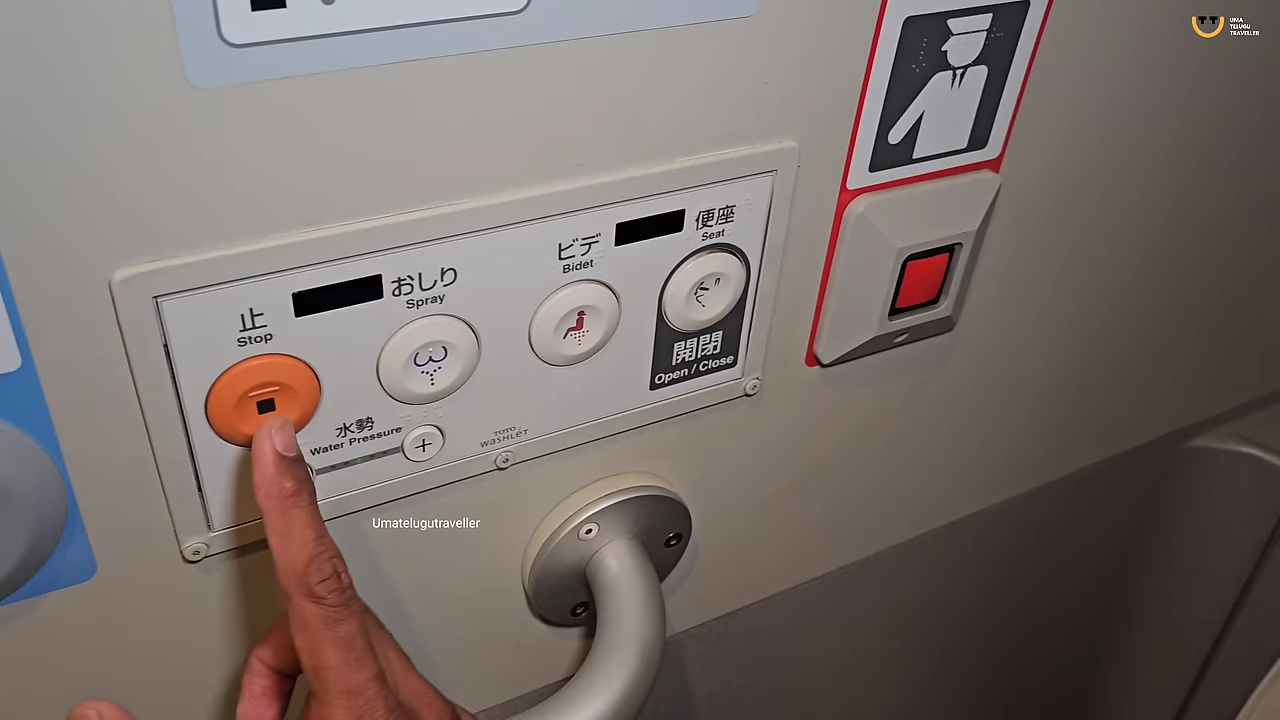 UMA
TELUGU
TRAVELLER
便座
Seat
ビデ
Bidet
おしり
Spray
止
Stop
開閉
Open / Close
水勢
Water Pressure
+
TOTO
WASHLET
Umatelugutraveller